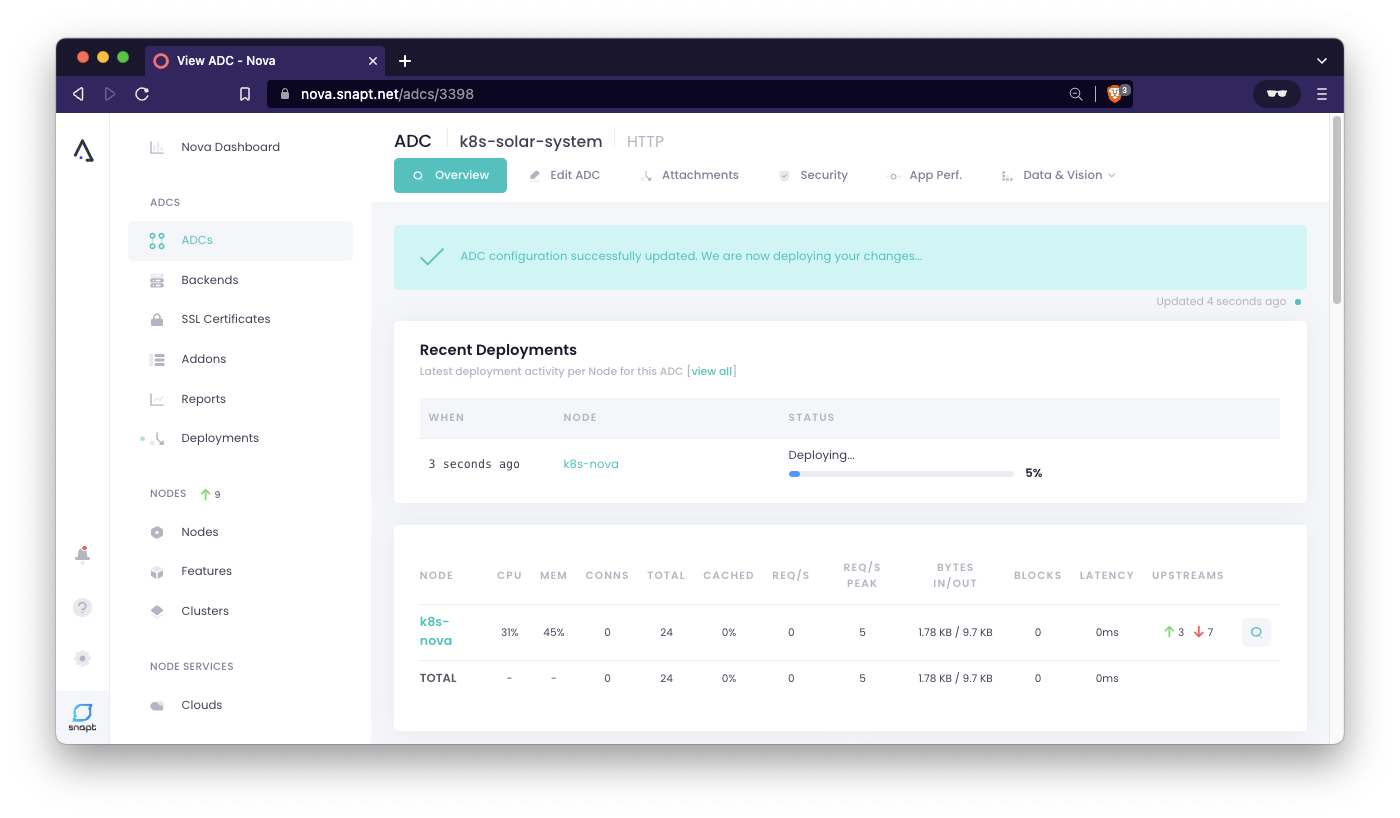 View ADC - Nova
nova.snapt.net/adcs/3398
3
Nova Dashboard
ADCS
ADCs
Backends
SSL Certificates
Addons
Reports
Deployments
NODES 9
Nodes
Features
Clusters
NODE SERVICES
Clouds
?
snapt
ADC k8s-solar-system HTTP
Overview Edit ADC Attachments Security App Perf. Data & Vision
ADC configuration successfully updated. We are now deploying your changes...
Updated 4 seconds ago
Recent Deployments
Latest deployment activity per Node for this ADC [view all]
WHEN NODE STATUS
3 seconds ago k8s-nova Deploying...
5%
NODE CPU MEM CONNS TOTAL CACHED REQ/S REQ/S PEAK BYTES IN/OUT BLOCKS LATENCY UPSTREAMS
k8s-nova 31% 45% 0 24 0% 0 5 1.78 KB / 9.7 KB 0 0ms 3 7
TOTAL - - 0 24 0% 0 5 1.78 KB / 9.7 KB 0 0ms